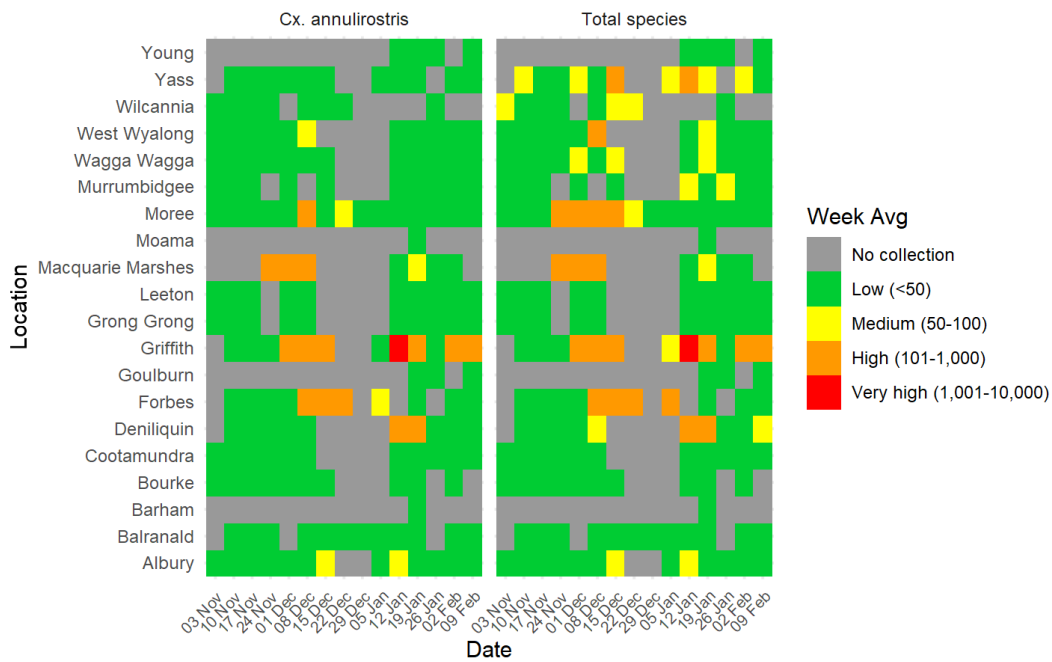 Cx. annulirostris
Total species
Location
Young
Yass
Wilcannia
West Wyalong
Wagga Wagga
Murrumbidgee
Moree
Moama
Macquarie Marshes
Leeton
Grong Grong
Griffith
Goulburn
Forbes
Deniliquin
Cootamundra
Bourke
Barham
Balranald
Albury
03 Nov
10 Nov
17 Nov
24 Nov
01 Dec
08 Dec
15 Dec
22 Dec
29 Dec
05 Jan
12 Jan
19 Jan
26 Jan
02 Feb
09 Feb
03 Nov
10 Nov
17 Nov
24 Nov
01 Dec
08 Dec
15 Dec
22 Dec
29 Dec
05 Jan
12 Jan
19 Jan
26 Jan
02 Feb
09 Feb
Date
Week Avg
No collection
Low (<50)
Medium (50-100)
High (101-1,000)
Very high (1,001-10,000)